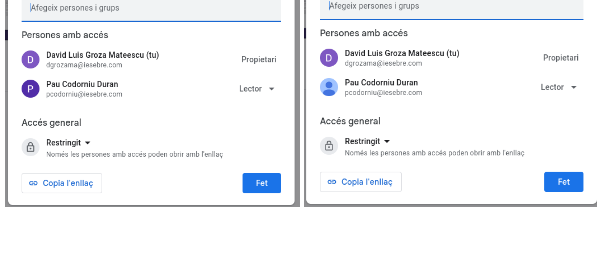 Afegeix persones i grups
Persones amb accés
D
David Luis Groza Mateescu (tu)
dgrozama@iesebre.com
Propietari
P
Pau Codorniu Duran
pcodorniu@iesebre.com
Lector
Accés general
Restringit
Només les persones amb accés poden obrir amb l'enllaç
Copia l'enllaç
Fet
Afegeix persones i grups
Persones amb accés
D
David Luis Groza Mateescu (tu)
dgrozama@iesebre.com
Propietari
Pau Codorniu Duran
pcodorniu@iesebre.com
Lector
Accés general
Restringit
Només les persones amb accés poden obrir amb l'enllaç
Copia l'enllaç
Fet